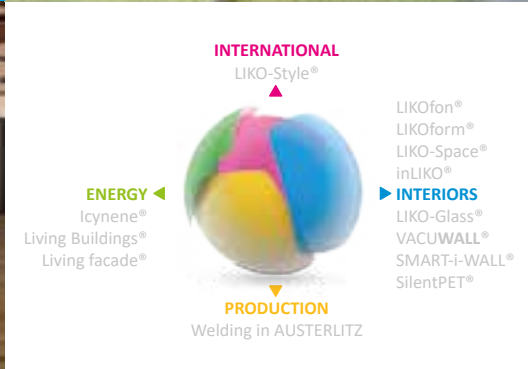 INTERNATIONAL
LIKO-Style®
LIKOfon®
LIKOform®
LIKO-Space®
inLIKO®
ENERGY
INTERIORS
Icynene®
Living Buildings®
Living facade®
LIKO-Glass®
VACUWALL®
SMART-i-WALL®
SilentPET®
PRODUCTION
Welding in AUSTERLITZ